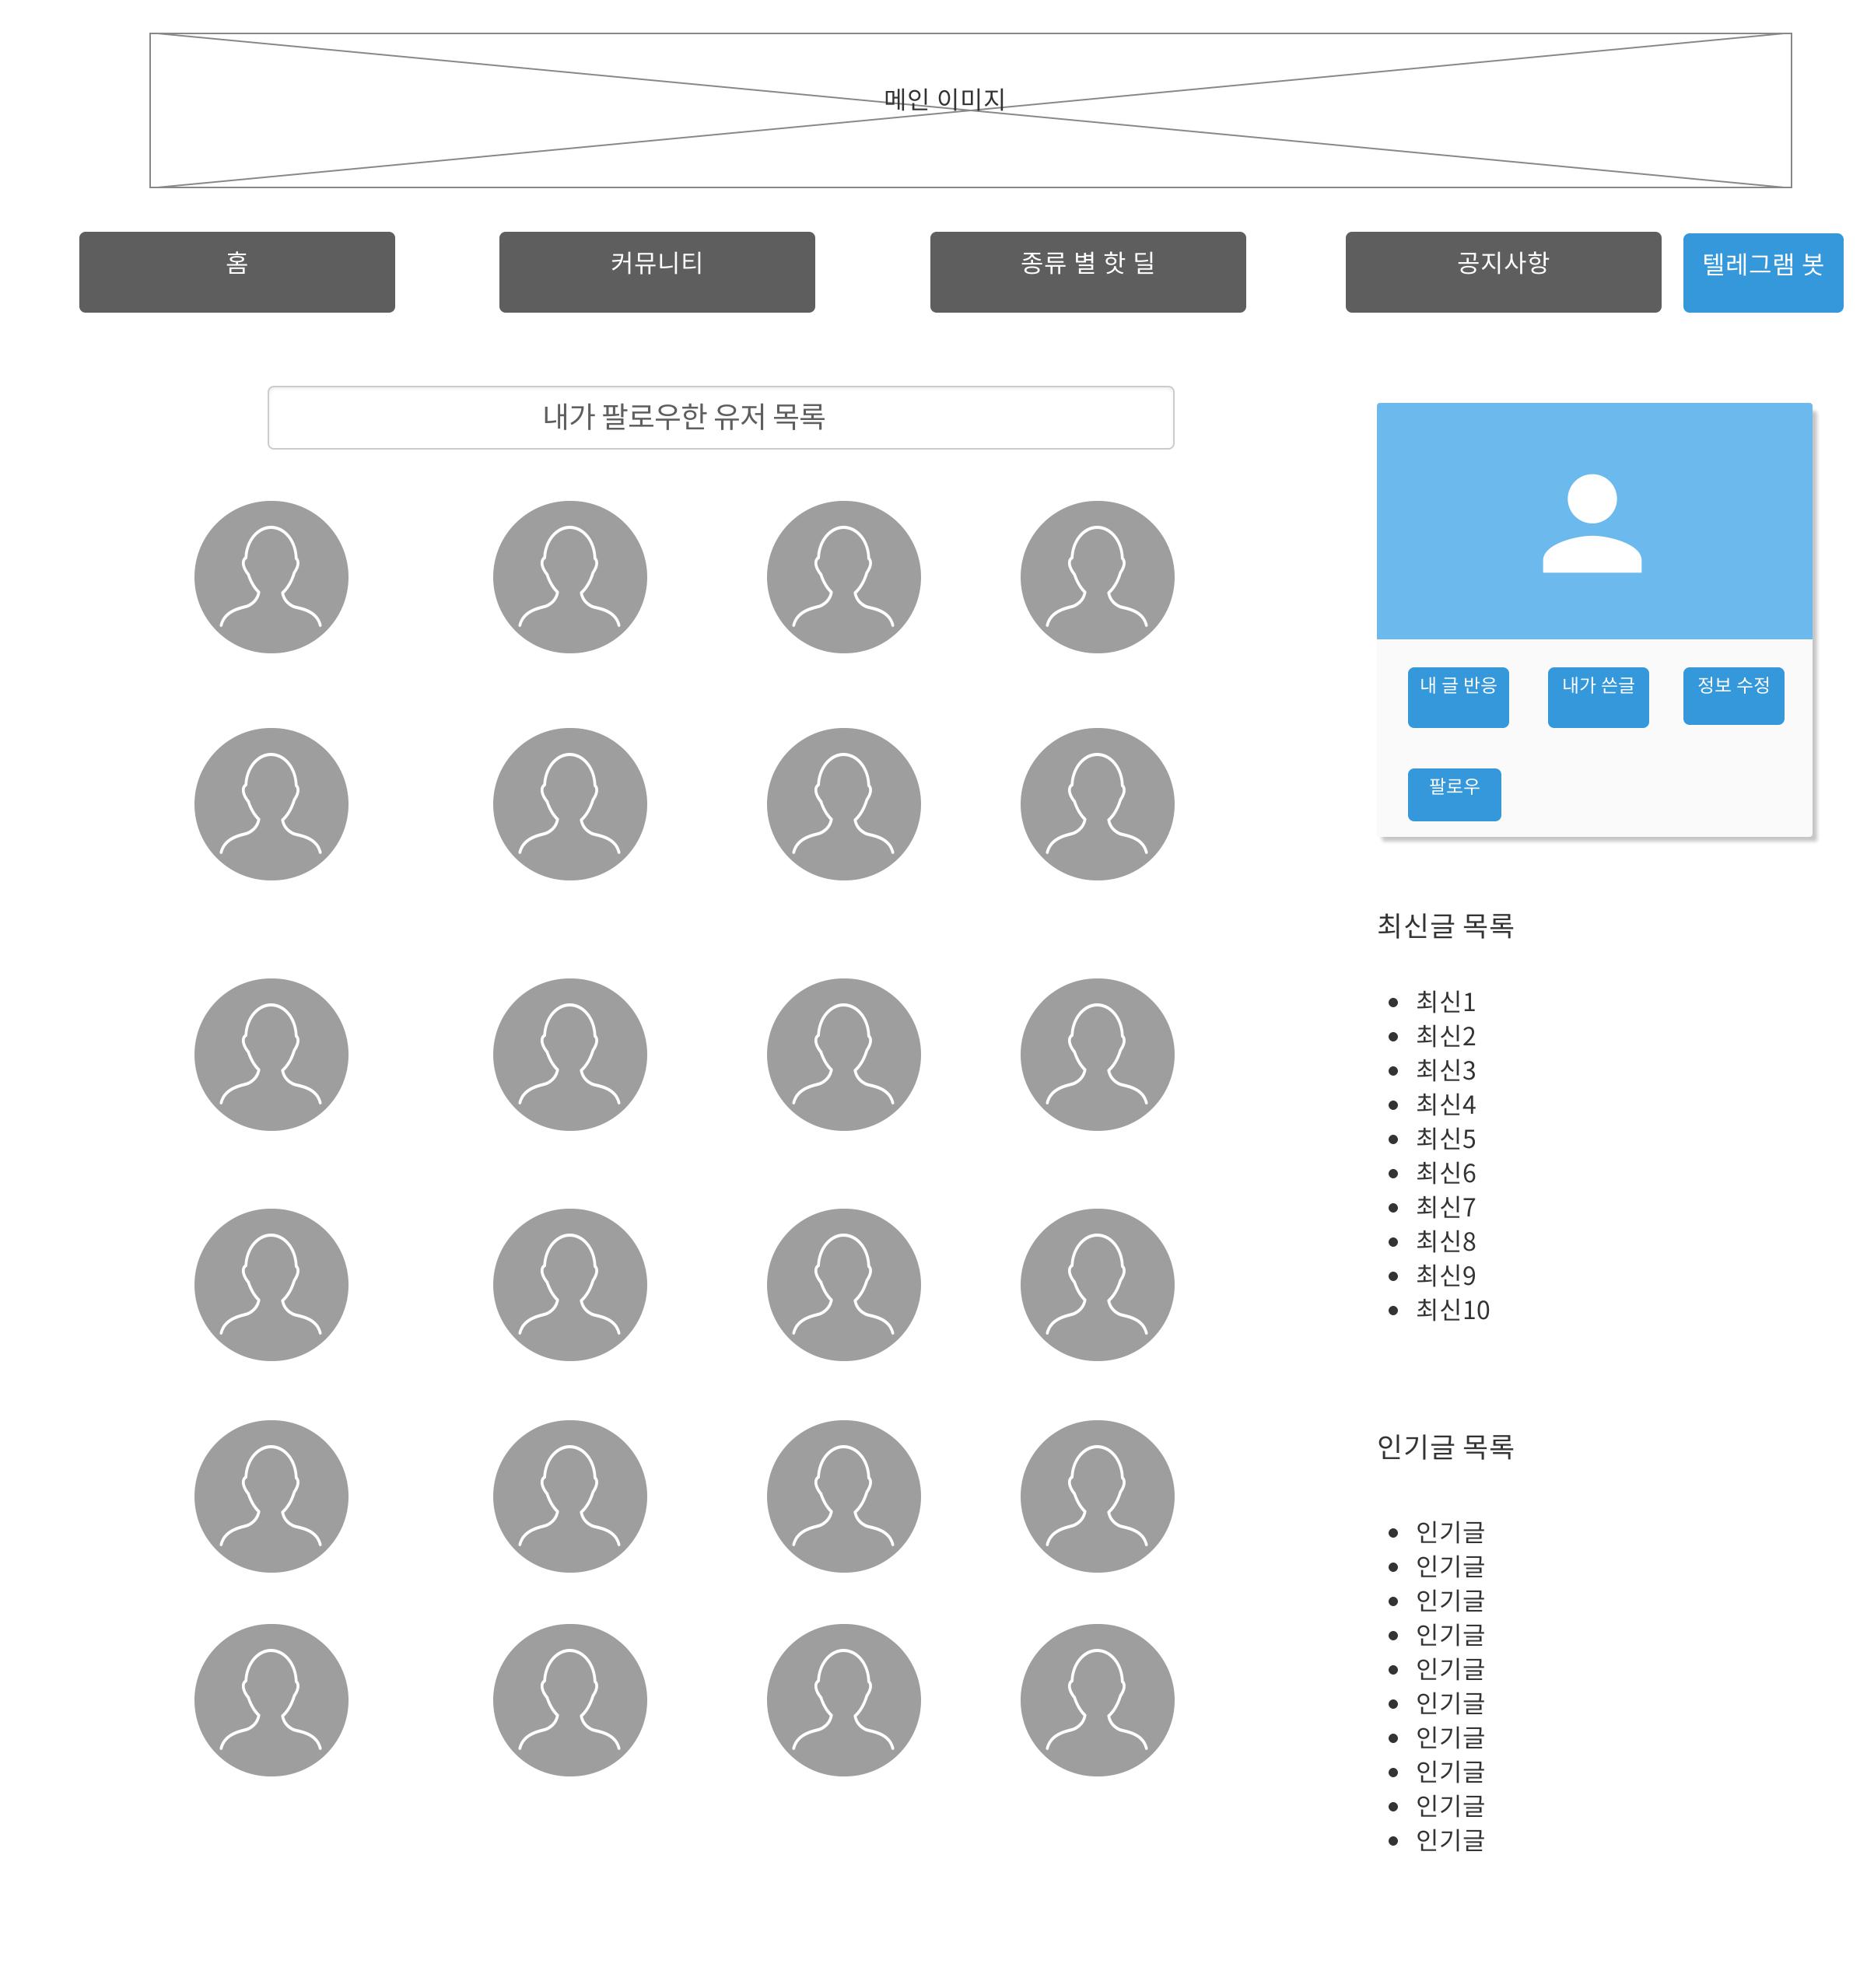 메인 이미지
홈
커뮤니티
종류 별 핫 딜
공지사항
텔레그램 봇
내가 팔로우한 유저 목록
내 글 반응
내가 쓴글
정보 수정
팔로우
최신글 목록
최신1
최신2
최신3
최신4
최신5
최신6
최신7
최신8
최신9
최신10
인기글 목록
인기글
인기글
인기글
인기글
인기글
인기글
인기글
인기글
인기글
인기글